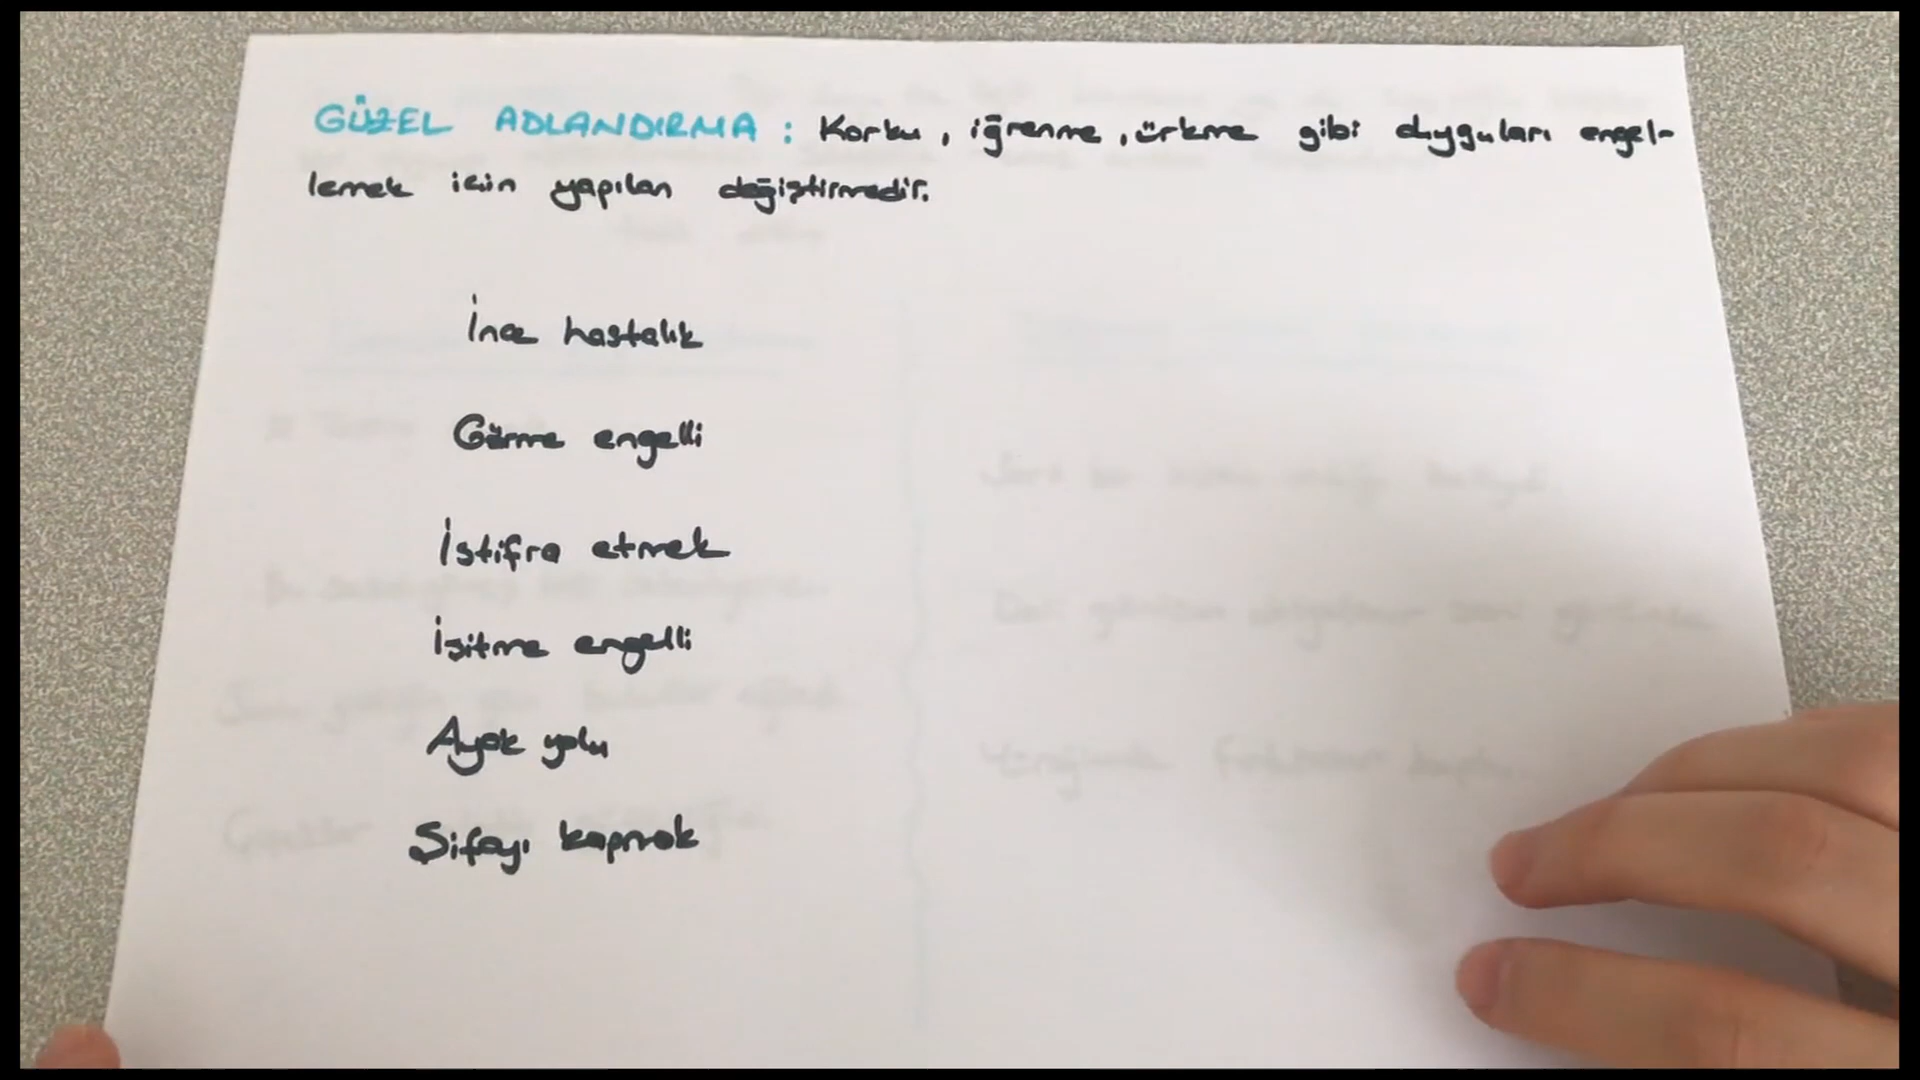 GÜZEL ADLANDIRMA : Korku, iğrenme, ürkme gibi duyguları engel-
lemek için yapılan değiştirmedir.
İnce hastalık
Görme engelli
İstifra etmek
İşitme engelli
Ayak yolu
Şifayı kapmak